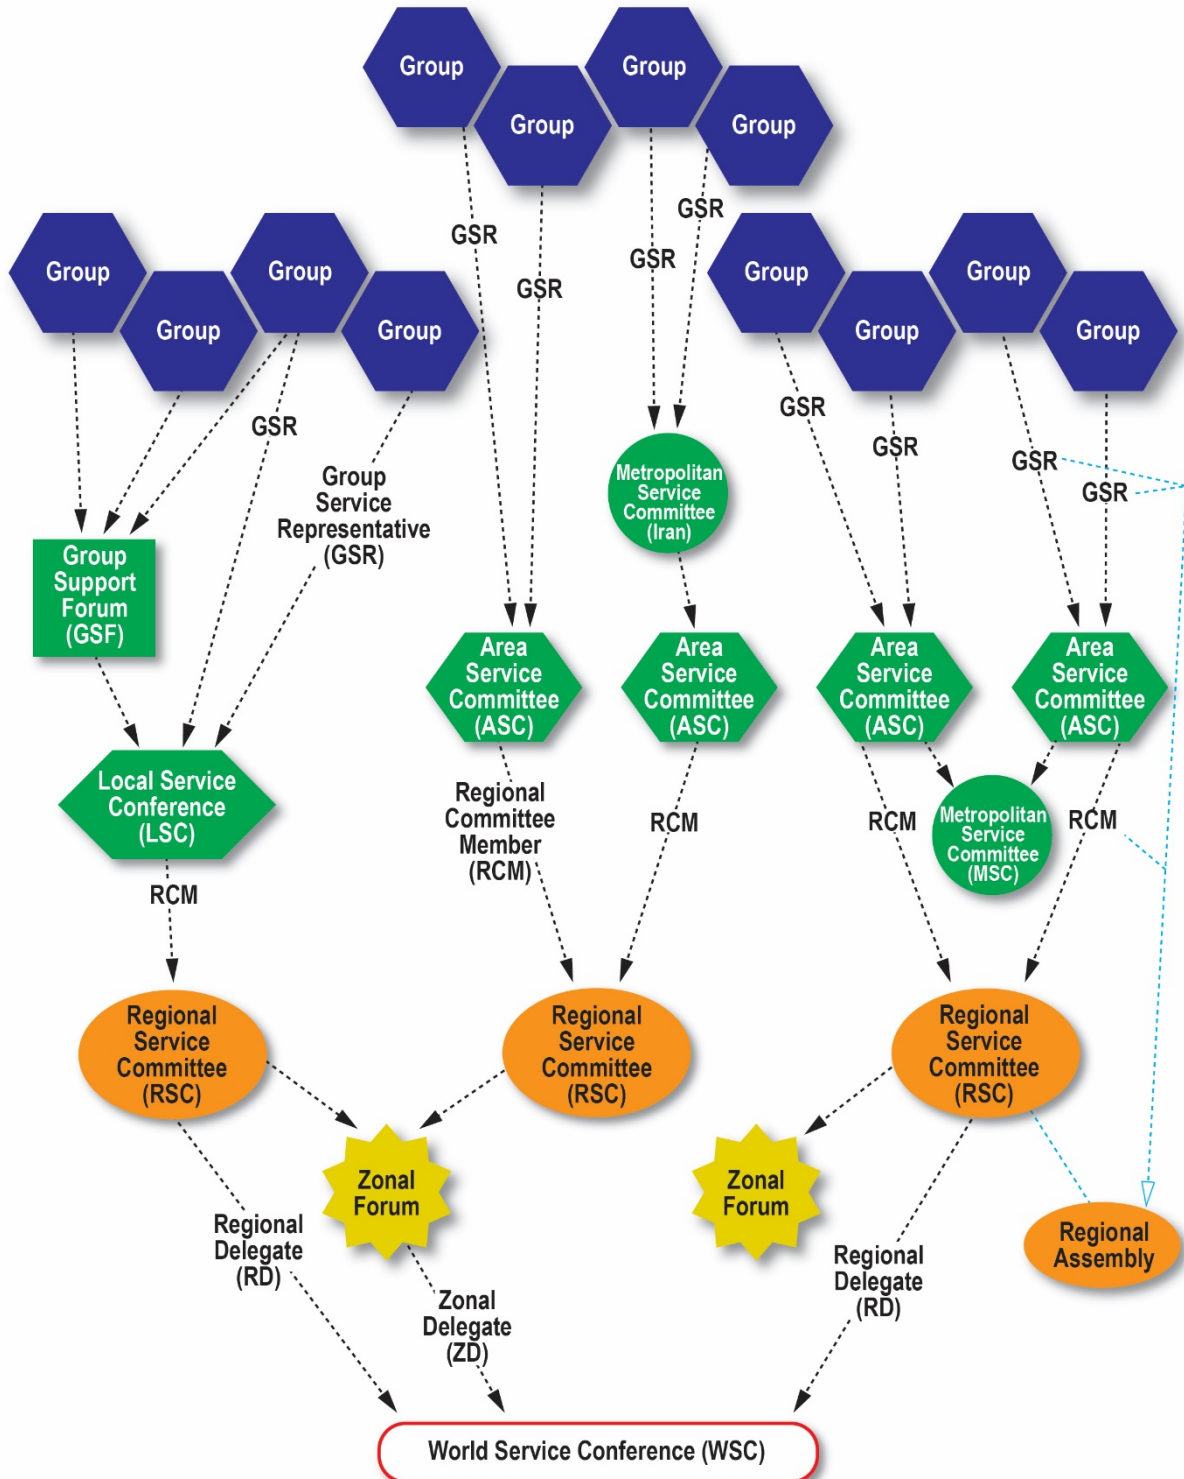 Group
Group
Group
Group
GSR
GSR
GSR
GSR
Group
Group
Group
Group
Group
Group
Group
Group
GSR
Group
Service
Representative
(GSR)
GSR
GSR
GSR
GSR
Metropolitan
Service
Committee
(Iran)
Group
Support
Forum
(GSF)
Area
Service
Committee
(ASC)
Area
Service
Committee
(ASC)
Area
Service
Committee
(ASC)
Area
Service
Committee
(ASC)
Local Service
Conference
(LSC)
Regional
Committee
Member
(RCM)
RCM
RCM
Metropolitan
Service
Committee
(MSC)
RCM
RCM
Regional
Service
Committee
(RSC)
Regional
Service
Committee
(RSC)
Regional
Service
Committee
(RSC)
Zonal
Forum
Zonal
Forum
Regional
Assembly
Regional
Delegate
(RD)
Zonal
Delegate
(ZD)
Regional
Delegate
(RD)
World Service Conference (WSC)